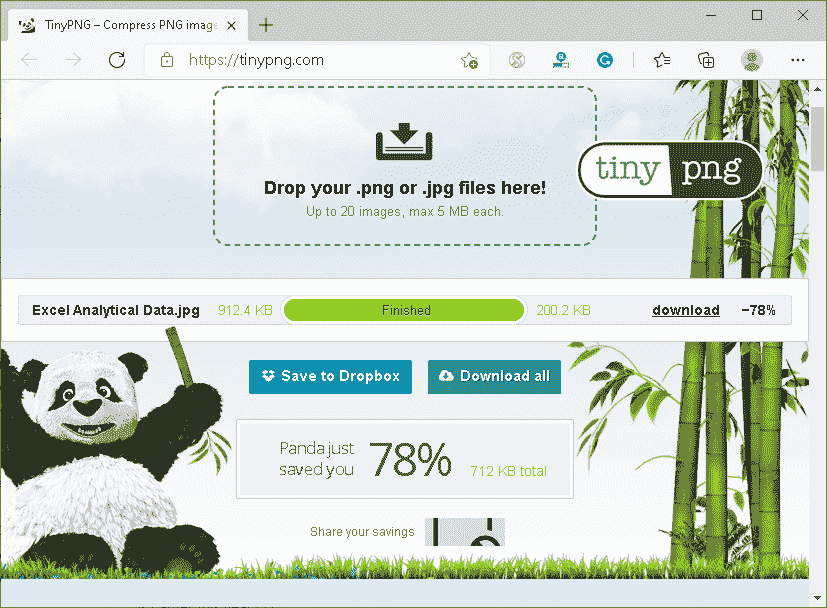 TinyPNG – Compress PNG image
https://tinypng.com
Drop your .png or .jpg files here!
Up to 20 images, max 5 MB each.
tiny png
Excel Analytical Data.jpg 912.4 KB Finished 200.2 KB download −78%
Save to Dropbox Download all
Panda just
saved you 78% 712 KB total
Share your savings